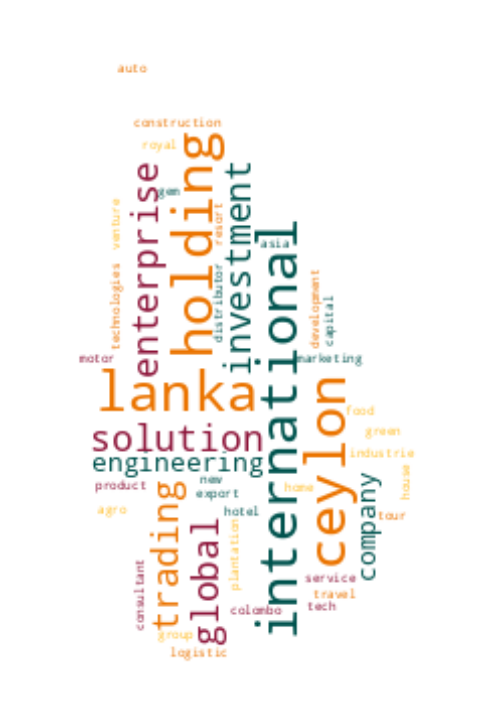 auto
construction
royal
holding
enterprise
gem
investment
venture
resort
asia
international
technologies
distributor
development
capital
motor
marketing
lanka
ceylon
food
solution
green
engineering
industrie
house
product
new
export
home
company
trading
agro
hotel
tour
global
plantation
consultant
service
travel
colombo
tech
group
logistic